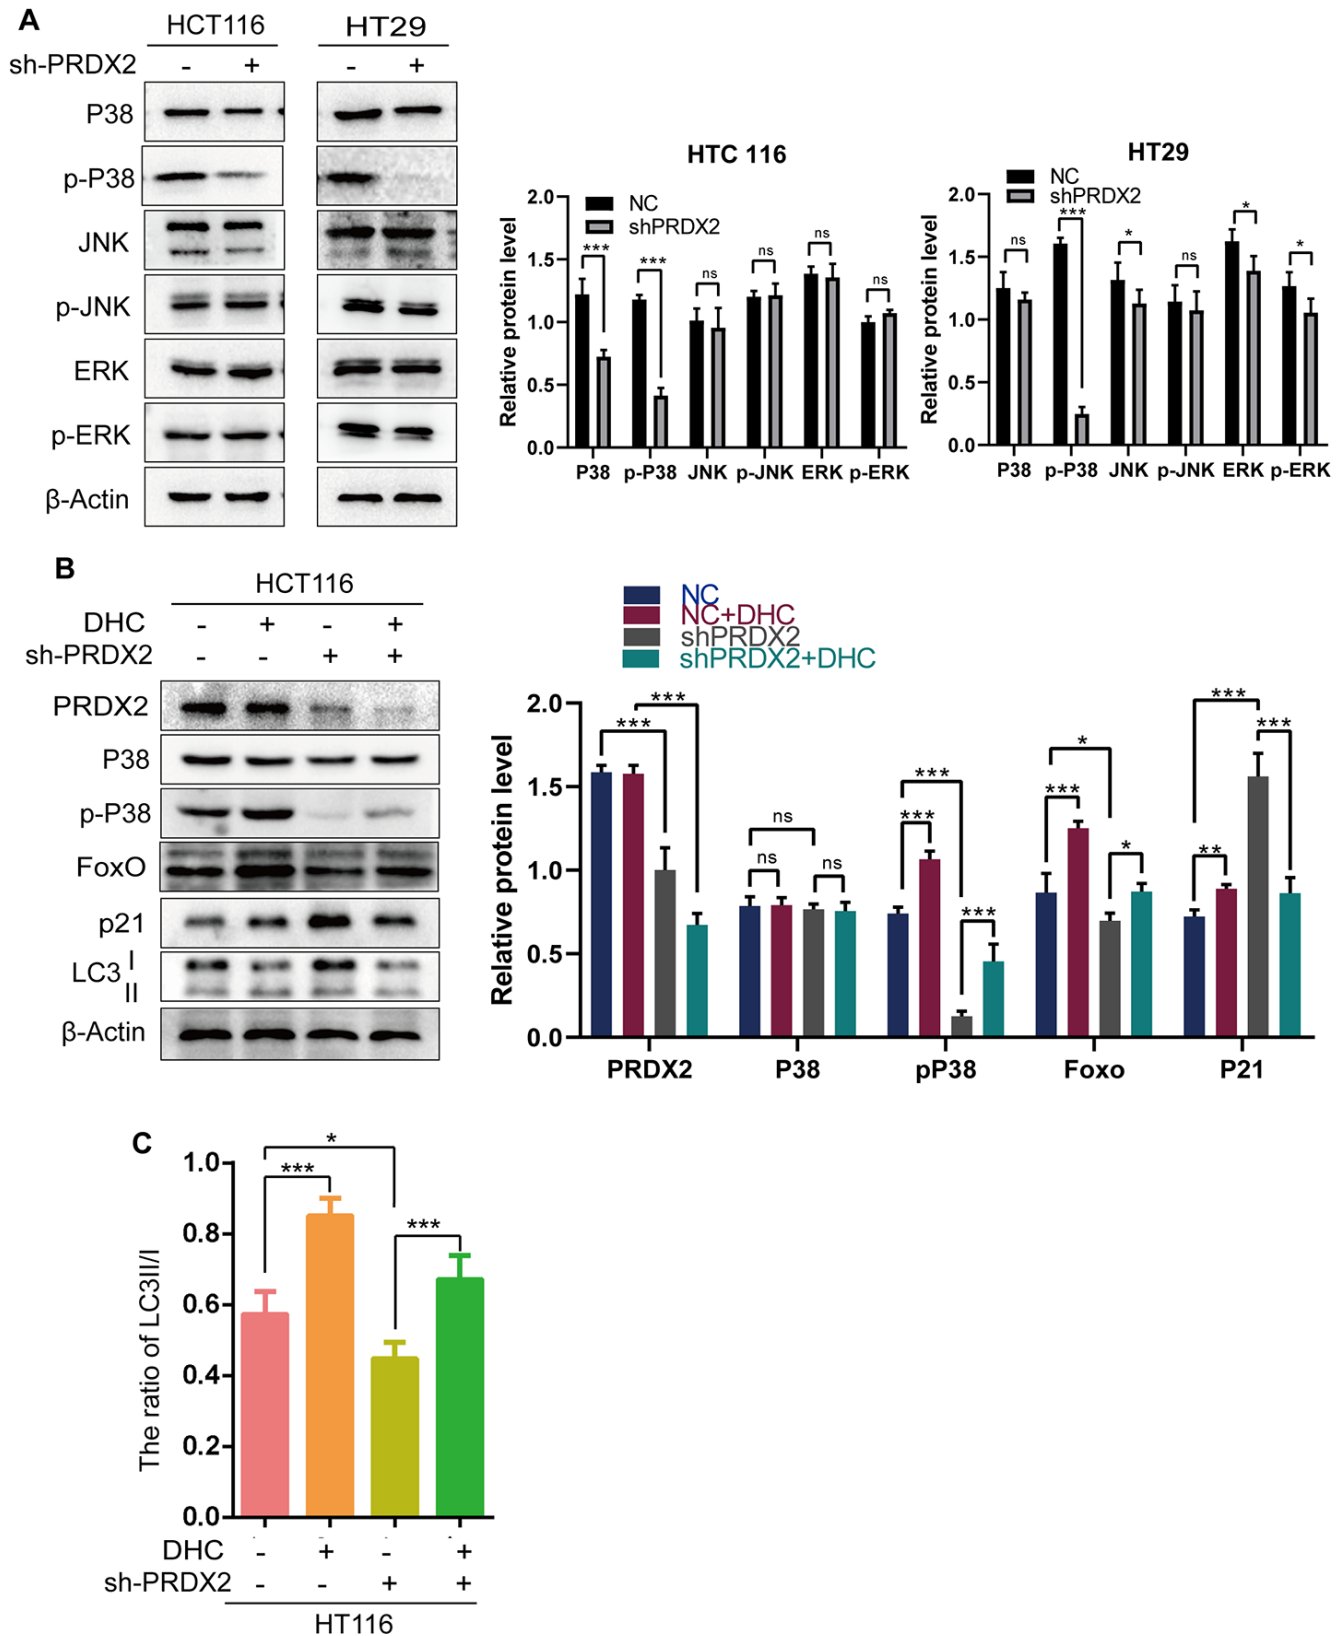 A
HCT116 HT29
sh-PRDX2 - + - +
P38
p-P38
JNK
p-JNK
ERK
p-ERK
β-Actin
HTC 116
NC
shPRDX2
Relative protein level
2.0
1.5
1.0
0.5
0.0
*** *** ns ns ns ns
P38 p-P38 JNK p-JNK ERK p-ERK
HT29
NC
shPRDX2
Relative protein level
2.0
1.5
1.0
0.5
0.0
ns *** * ns * *
P38 p-P38 JNK p-JNK ERK p-ERK
B
HCT116
DHC - + - +
sh-PRDX2 - - + +
PRDX2
P38
p-P38
FoxO
p21
LC3 I
II
β-Actin
NC
NC+DHC
shPRDX2
shPRDX2+DHC
Relative protein level
2.0
1.5
1.0
0.5
0.0
*** ***
ns ns ns
*** *** ***
* *** *
*** *** **
PRDX2 P38 pP38 Foxo P21
C
The ratio of LC3II/I
1.0
0.8
0.6
0.4
0.2
0.0
*
***
***
DHC - + - +
sh-PRDX2 - - + +
HT116